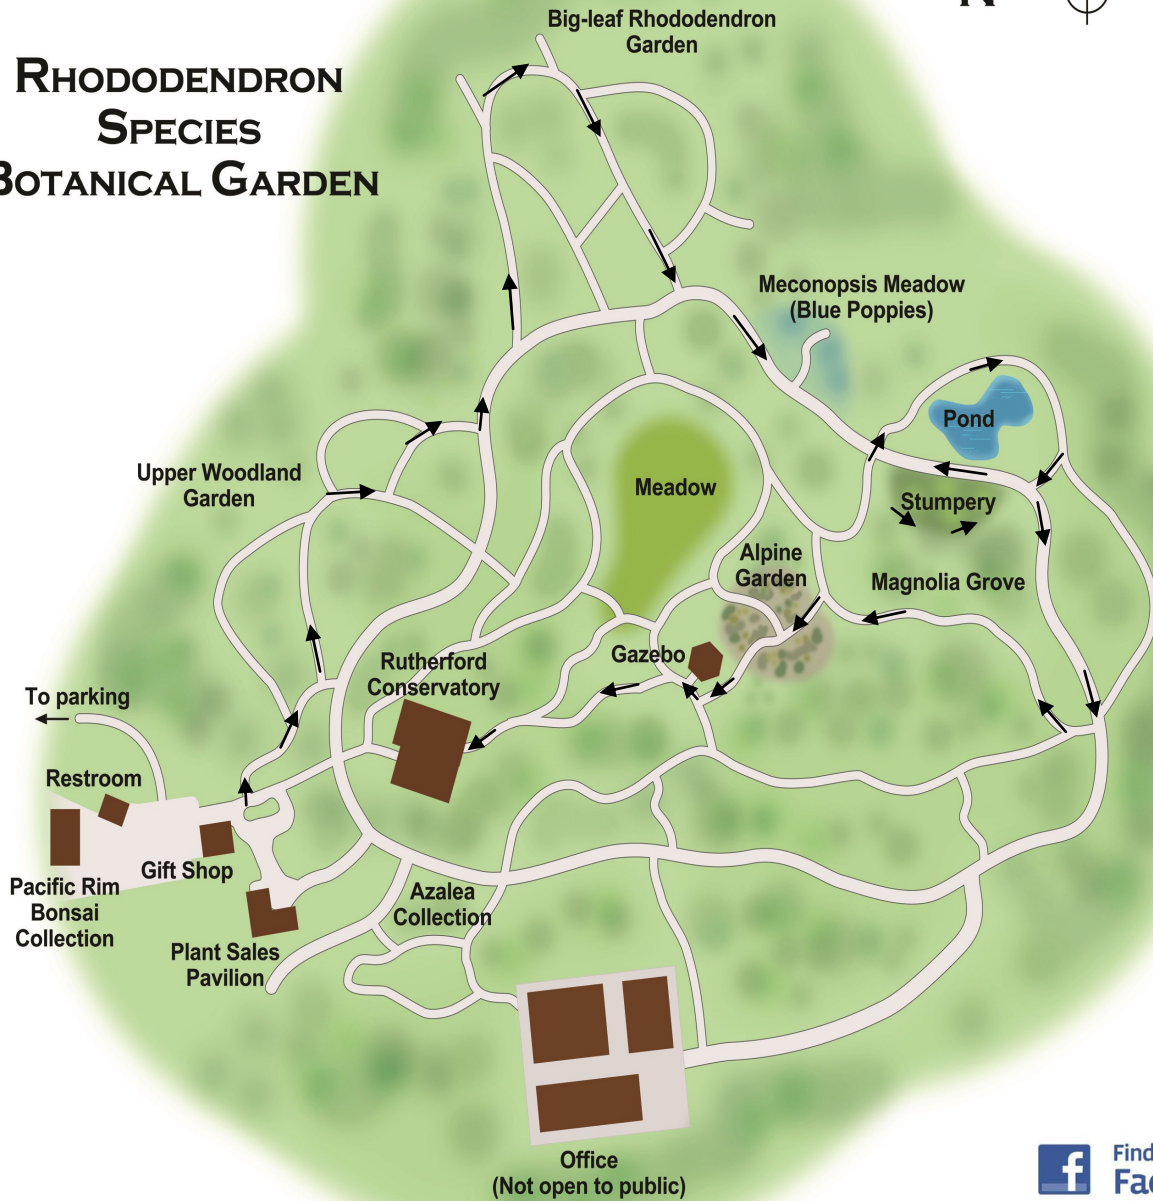 N
RHODODENDRON
SPECIES
BOTANICAL GARDEN
Big-leaf Rhododendron
Garden
Meconopsis Meadow
(Blue Poppies)
Pond
Upper Woodland
Garden
Meadow
Stumpery
Alpine
Garden
Magnolia Grove
Gazebo
Rutherford
Conservatory
To parking
Restroom
Gift Shop
Pacific Rim
Bonsai
Collection
Azalea
Collection
Plant Sales
Pavilion
Office
(Not open to public)
f
Find